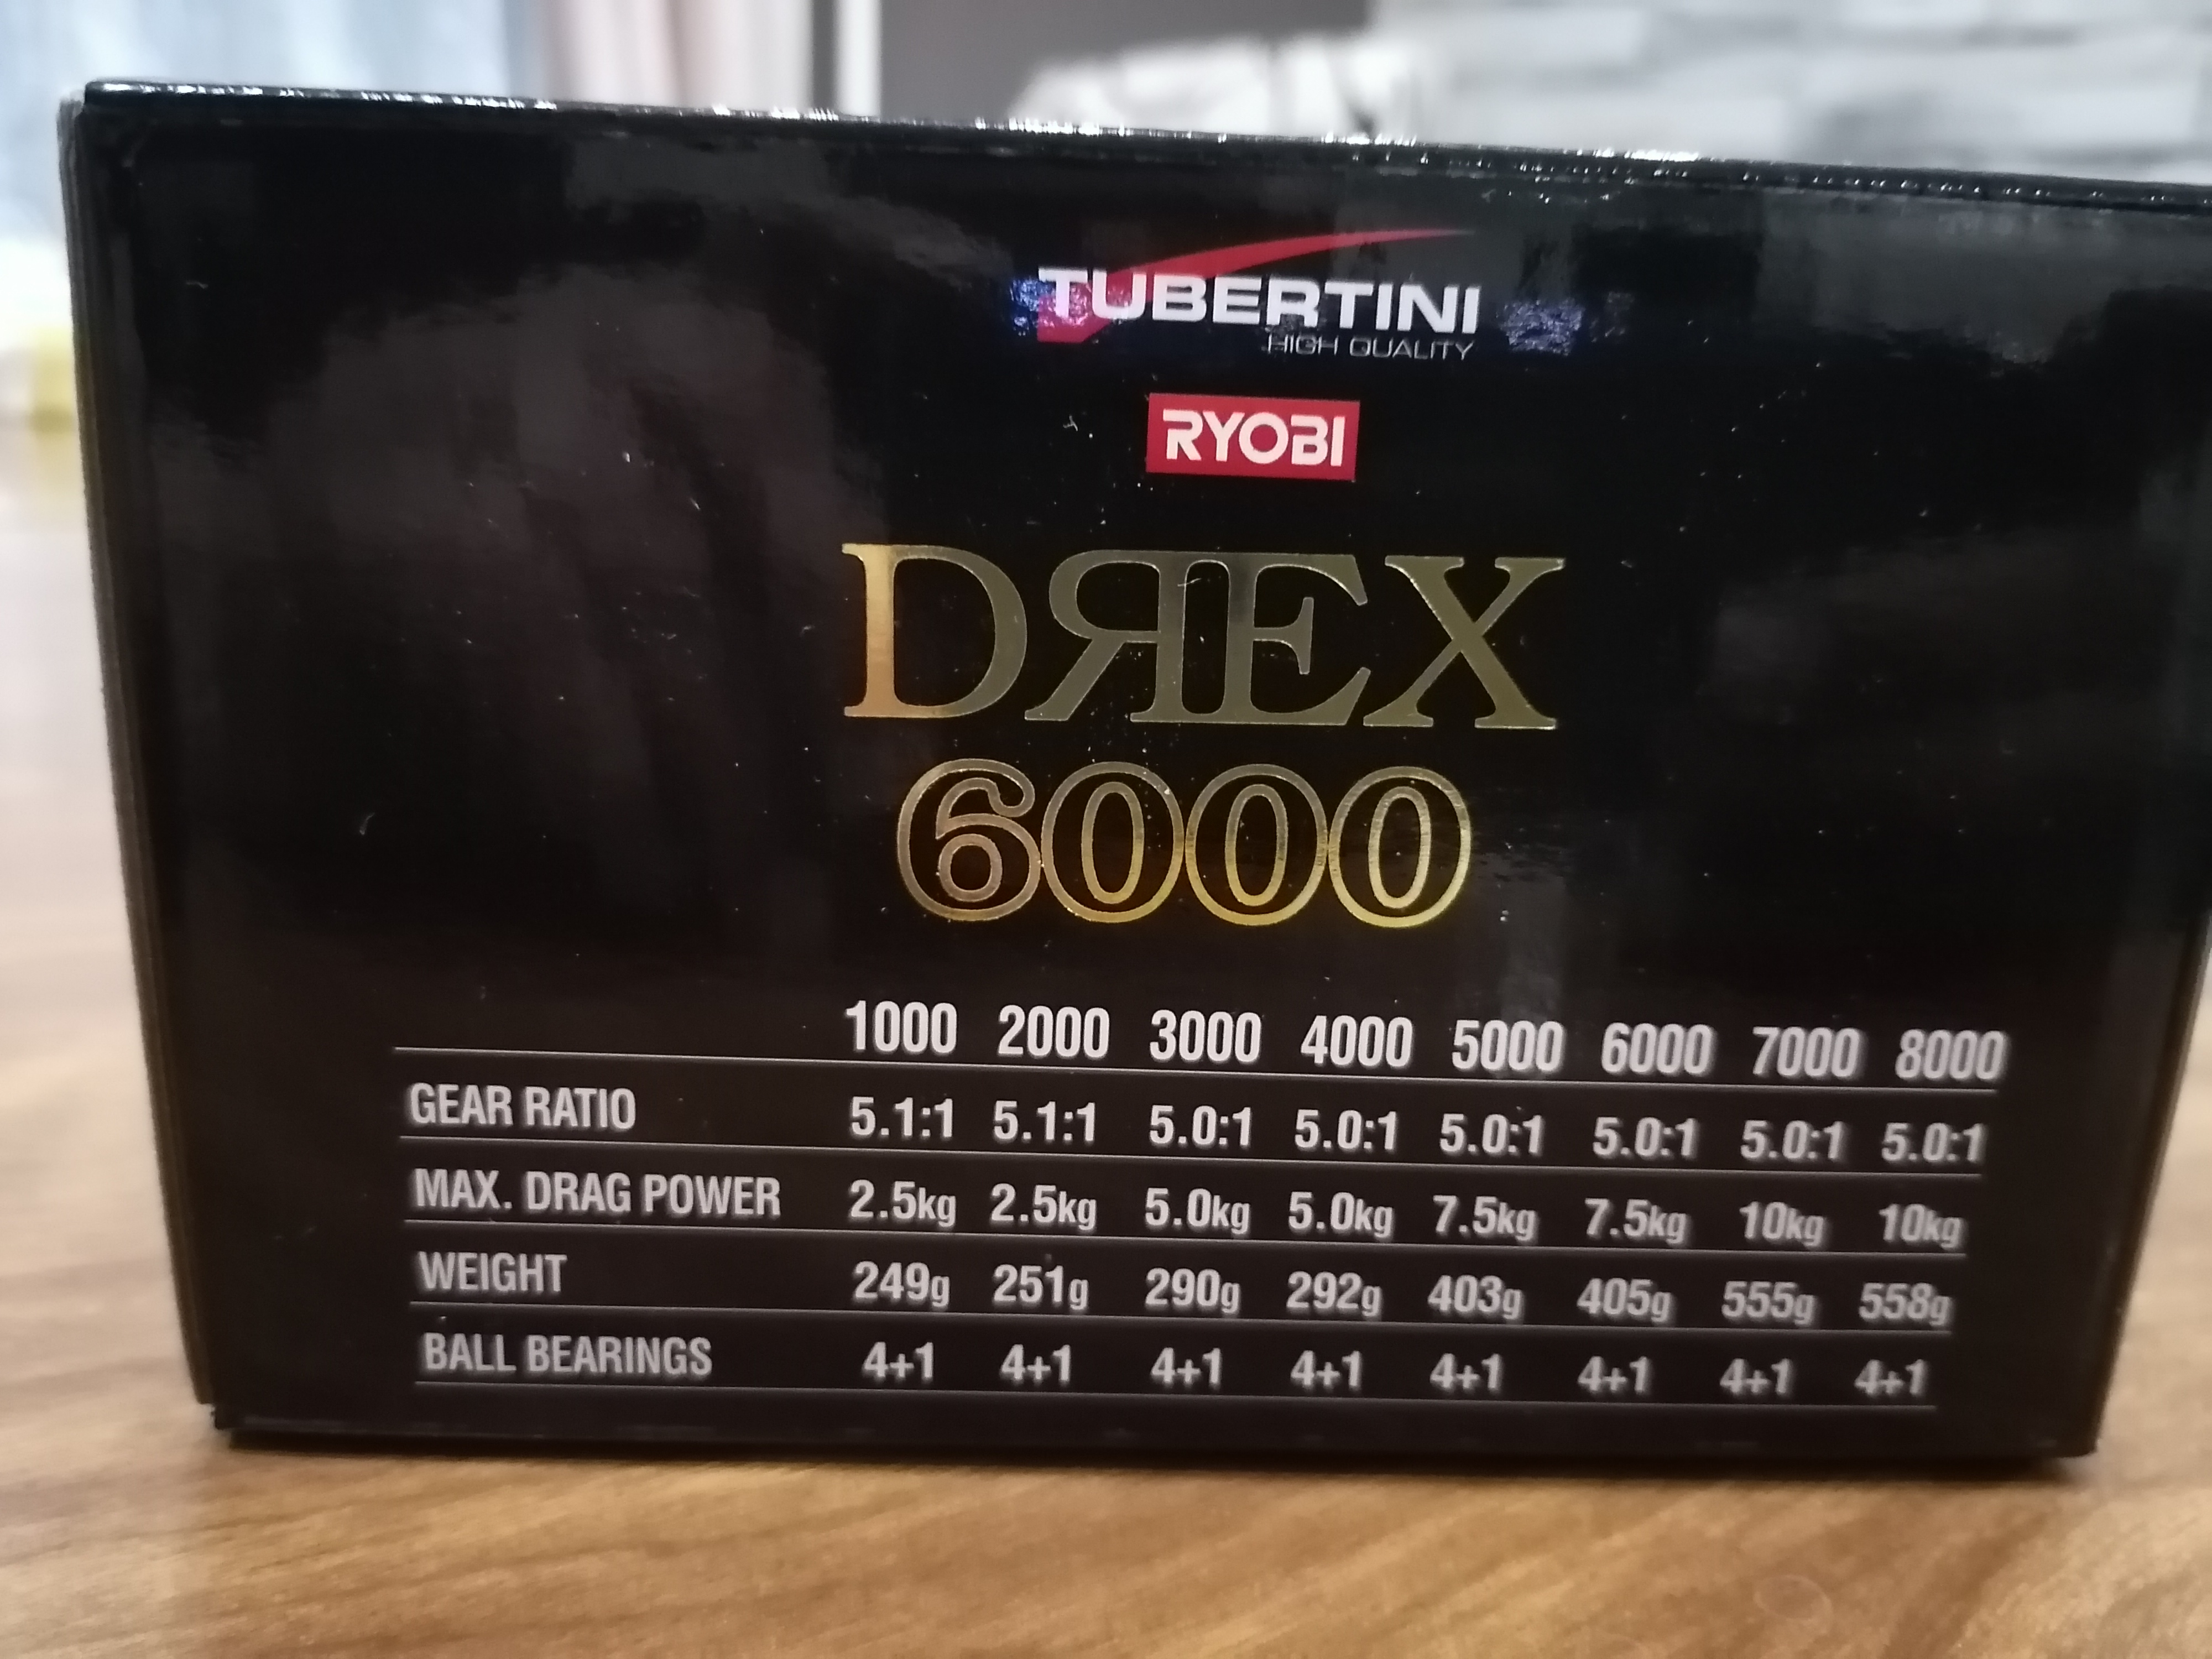 TUBERTINI
HIGH QUALITY
RYOBI
DREX
6000
1000 2000 3000 4000 5000 6000 7000 8000
GEAR RATIO 5.1:1 5.1:1 5.0:1 5.0:1 5.0:1 5.0:1 5.0:1 5.0:1
MAX. DRAG POWER 2.5kg 2.5kg 5.0kg 5.0kg 7.5kg 7.5kg 10kg 10kg
WEIGHT 249g 251g 290g 292g 403g 405g 555g 558g
BALL BEARINGS 4+1 4+1 4+1 4+1 4+1 4+1 4+1 4+1